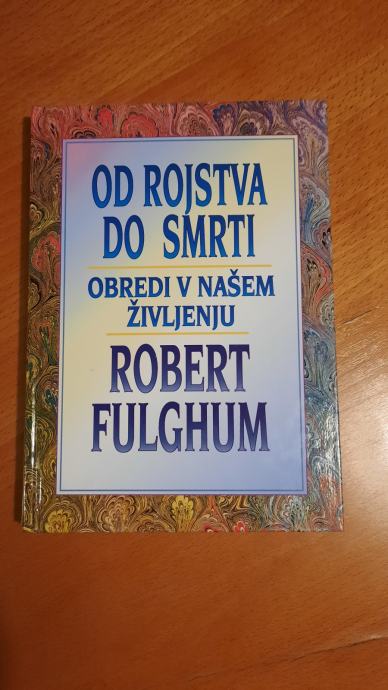 OD ROJSTVA
DO SMRTI
OBREDI V NAŠEM
ŽIVLJENJU
ROBERT
FULGHUM